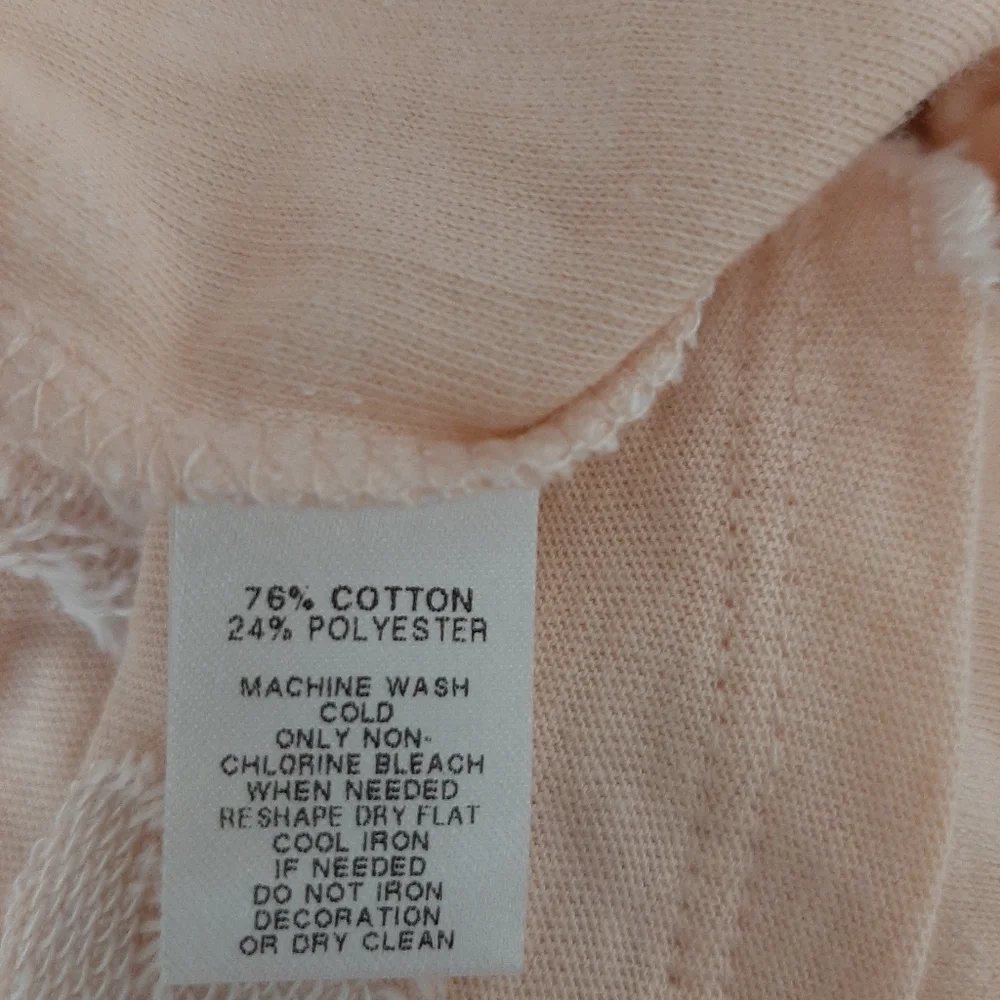 76% COTTON
24% POLYESTER
MACHINE WASH
COLD
ONLY NON-
CHLORINE BLEACH
WHEN NEEDED
RESHAPE DRY FLAT
COOL IRON
IF NEEDED
DO NOT IRON
DECORATION
OR DRY CLEAN